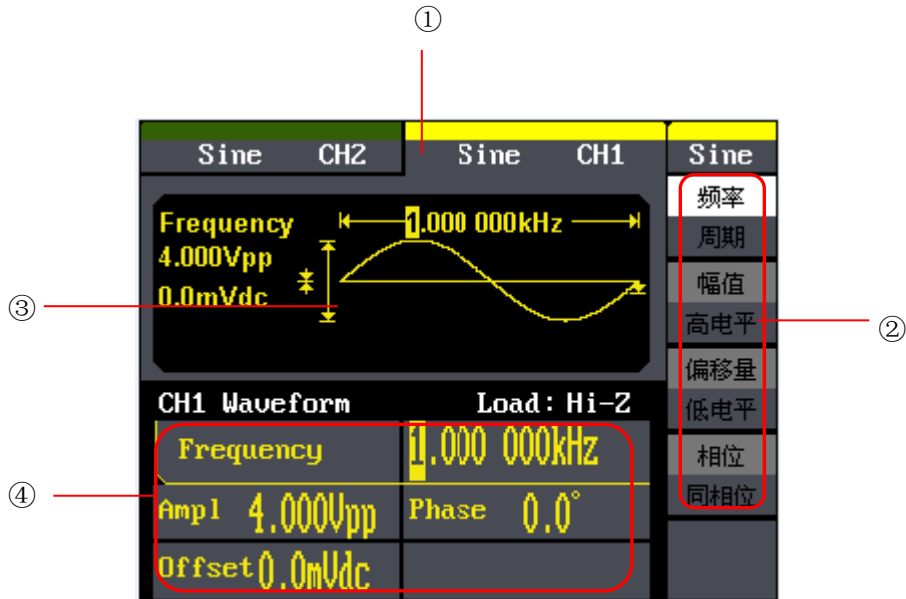 ①
Sine CH2 Sine CH1 Sine
Frequency 1.000 000kHz
4.000Vpp
0.0mVdc
频率
周期
幅值
高电平
偏移量
低电平
相位
同相位
③
②
CH1 Waveform Load: Hi-Z
Frequency 1.000 000kHz
④
Ampl 4.000Vpp Phase 0.0°
Offset 0.0mVdc